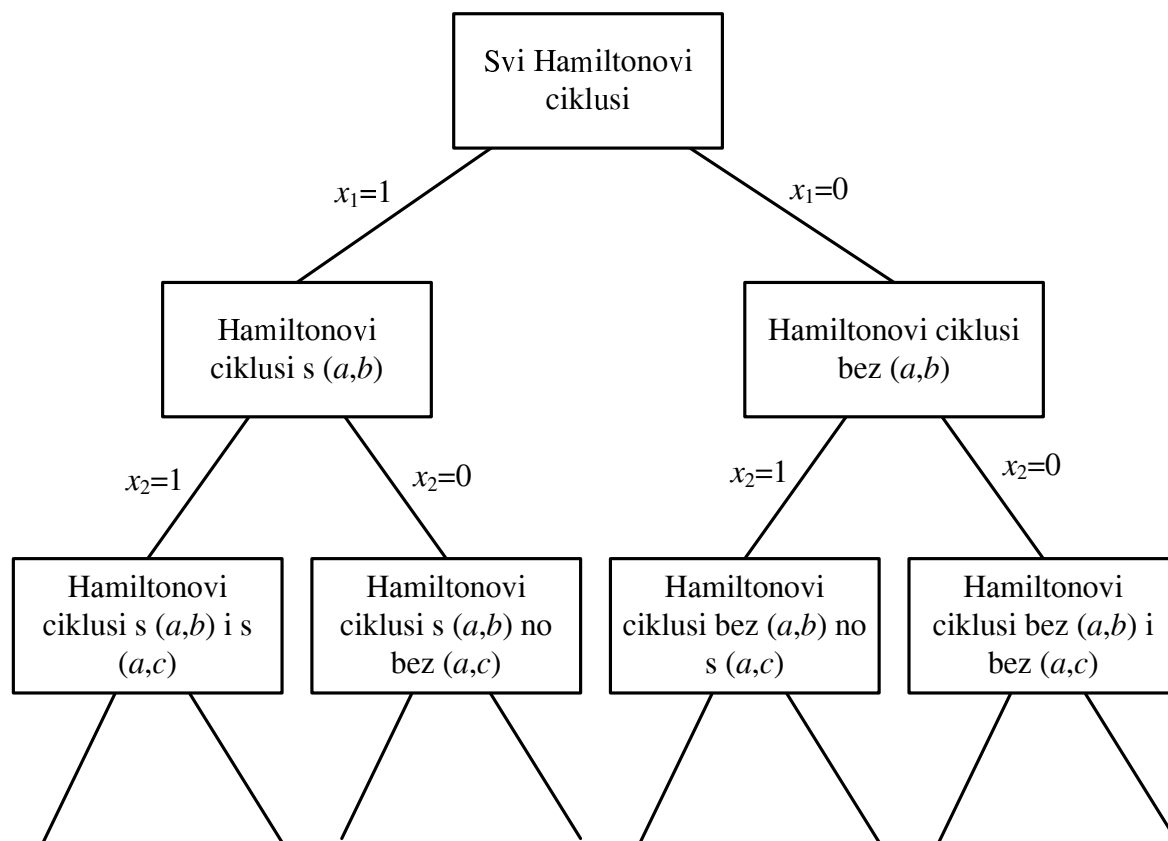 Svi Hamiltonovi
ciklusi
x₁=1
x₁=0
Hamiltonovi
ciklusi s (a,b)
Hamiltonovi ciklusi
bez (a,b)
x₂=1
x₂=0
x₂=1
x₂=0
Hamiltonovi
ciklusi s (a,b) i s
(a,c)
Hamiltonovi
ciklusi s (a,b) no
bez (a,c)
Hamiltonovi
ciklusi bez (a,b) no
s (a,c)
Hamiltonovi
ciklusi bez (a,b) i
bez (a,c)